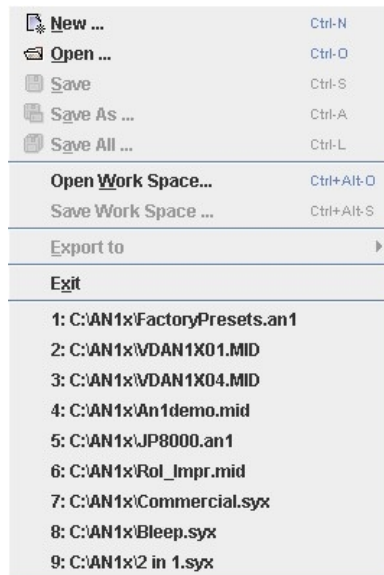 New ... Ctrl-N
Open ... Ctrl-O
Save Ctrl-S
Save As ... Ctrl-A
Save All ... Ctrl-L
Open Work Space... Ctrl+Alt-O
Save Work Space ... Ctrl+Alt-S
Export to
Exit
1: C:\AN1x\FactoryPresets.an1
2: C:\AN1x\VDAN1X01.MID
3: C:\AN1x\VDAN1X04.MID
4: C:\AN1x\An1demo.mid
5: C:\AN1x\JP8000.an1
6: C:\AN1x\Rol_Impr.mid
7: C:\AN1x\Commercial.syx
8: C:\AN1x\Bleep.syx
9: C:\AN1x\2 in 1.syx